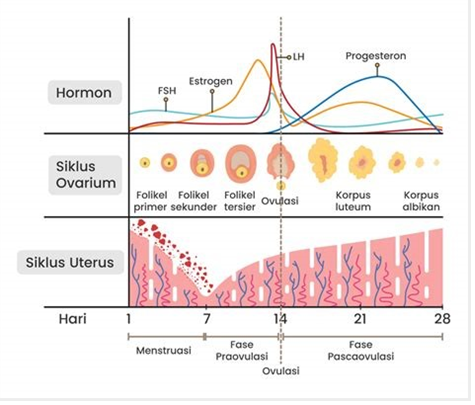 Hormon
FSH
Estrogen
LH
Progesteron
Siklus
Ovarium
Folikel
primer
Folikel
sekunder
Folikel
tersier
Ovulasi
Korpus
luteum
Korpus
albikan
Siklus Uterus
Hari
1
7
14
21
28
Menstruasi
Fase
Praovulasi
Fase
Pascaovulasi
Ovulasi